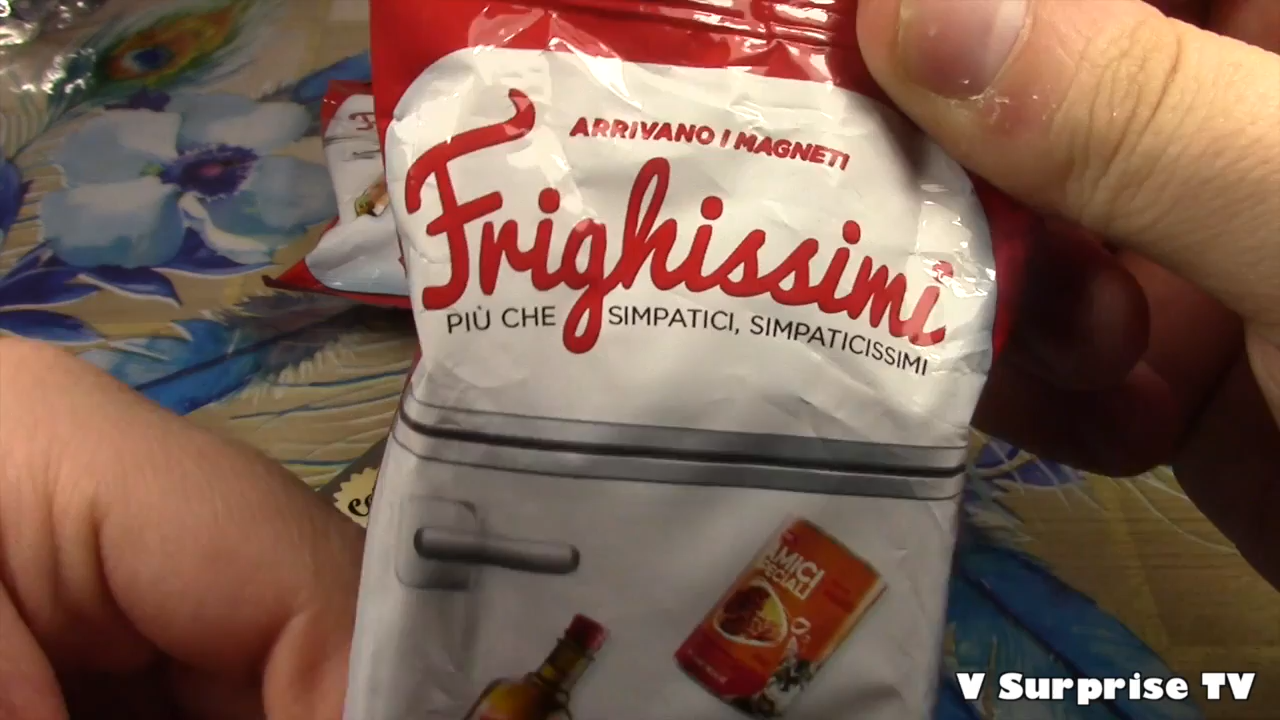 ARRIVANO I MAGNETI
Frighissimi
PIÙ CHE SIMPATICI, SIMPATICISSIMI
AMICI
SPECIALI
V Surprise TV